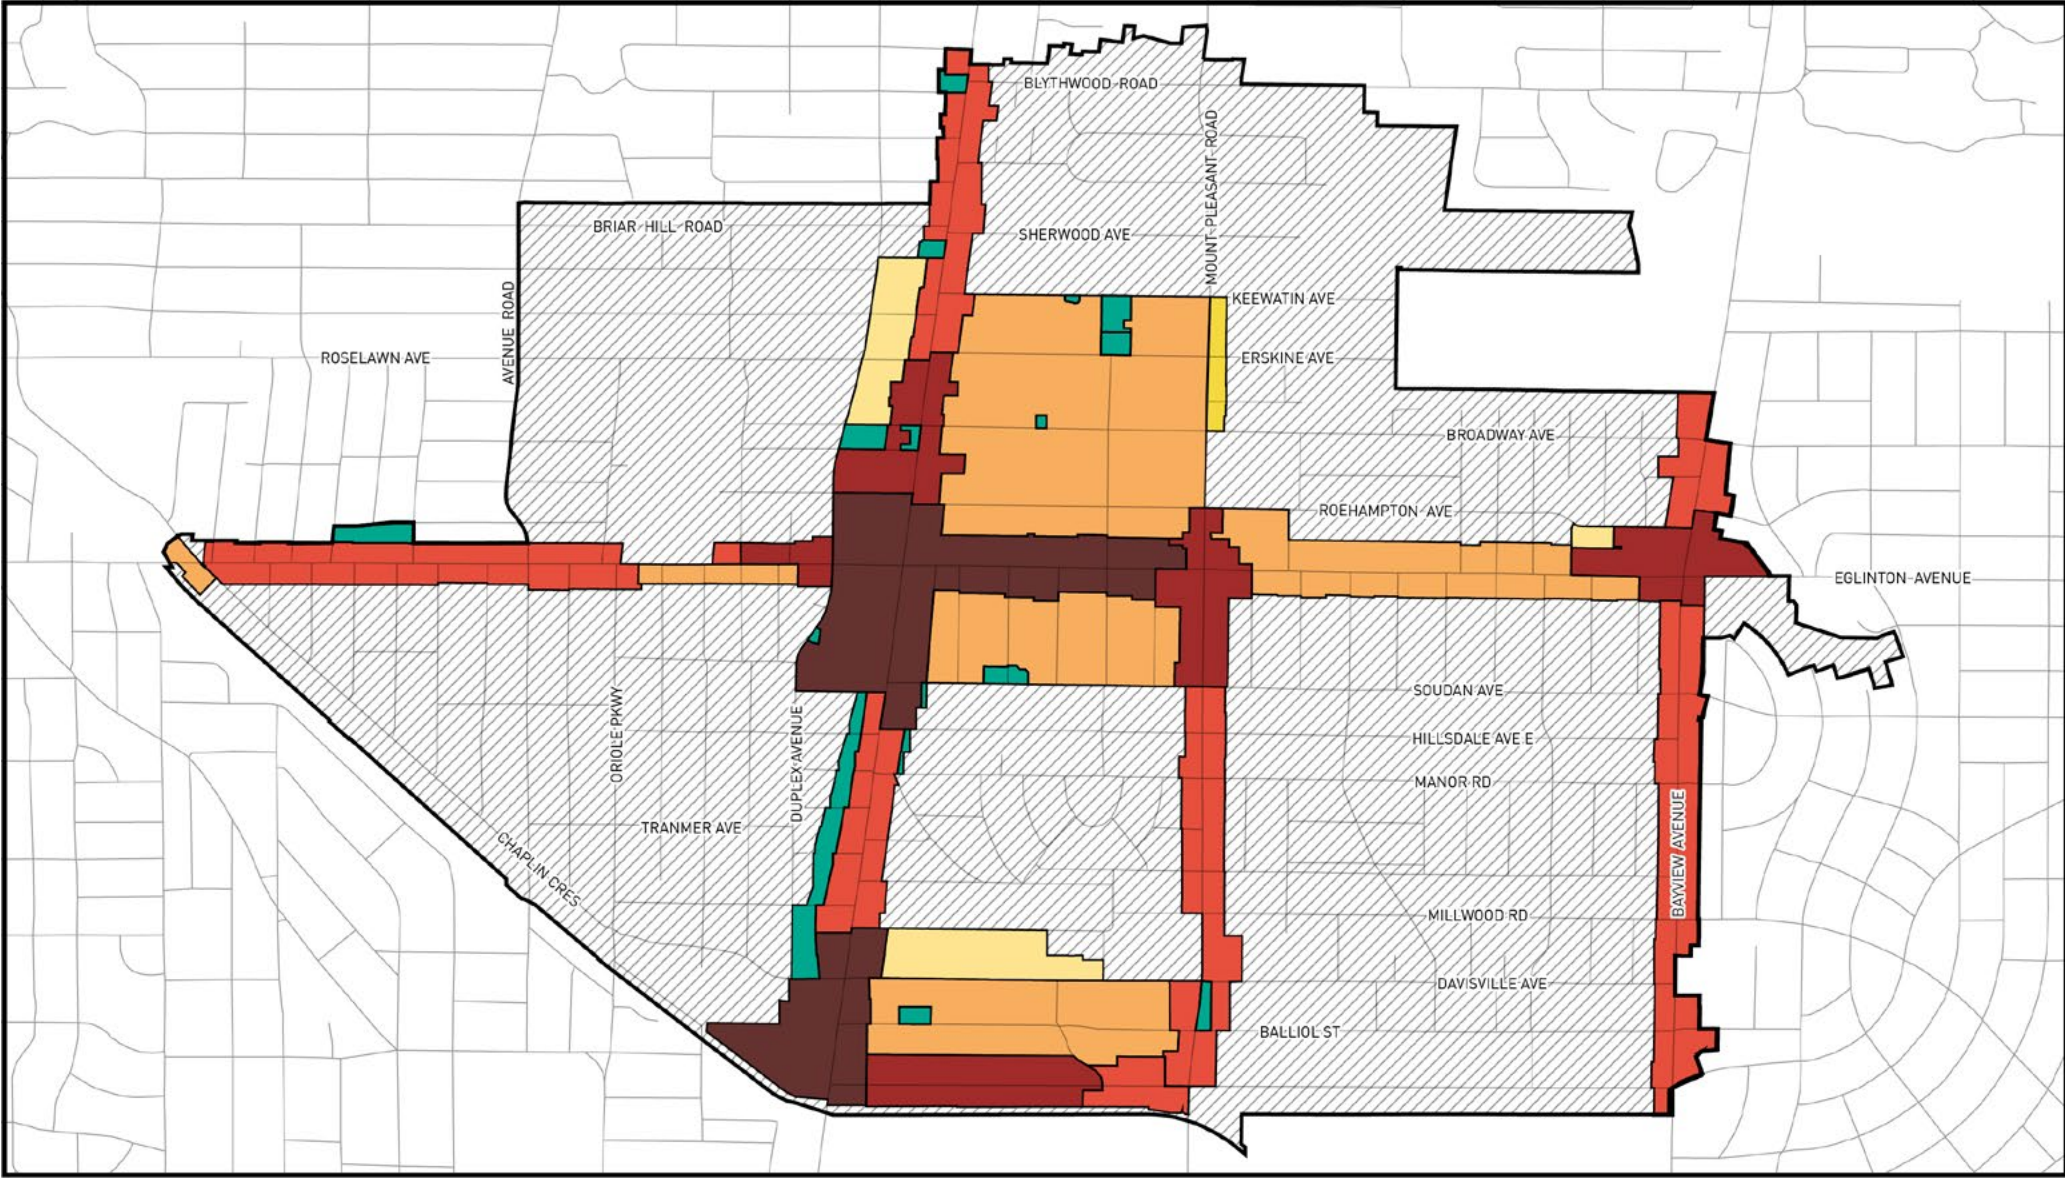 BLYTHWOOD ROAD
MOUNT PLEASANT ROAD
BRIAR HILL ROAD
SHERWOOD AVE
KEEWATIN AVE
AVENUE ROAD
ROSELAWN AVE
ERSKINE AVE
BROADWAY AVE
ROEHAMPTON AVE
EGLINTON AVENUE
SOUDAN AVE
ORIOLE PKWY
DUPLEX AVENUE
HILLSDALE AVE E
MANOR RD
TRANMER AVE
BAYVIEW AVENUE
CHAPLIN CRES
MILLWOOD RD
DAVISVILLE AVE
BALLIOL ST